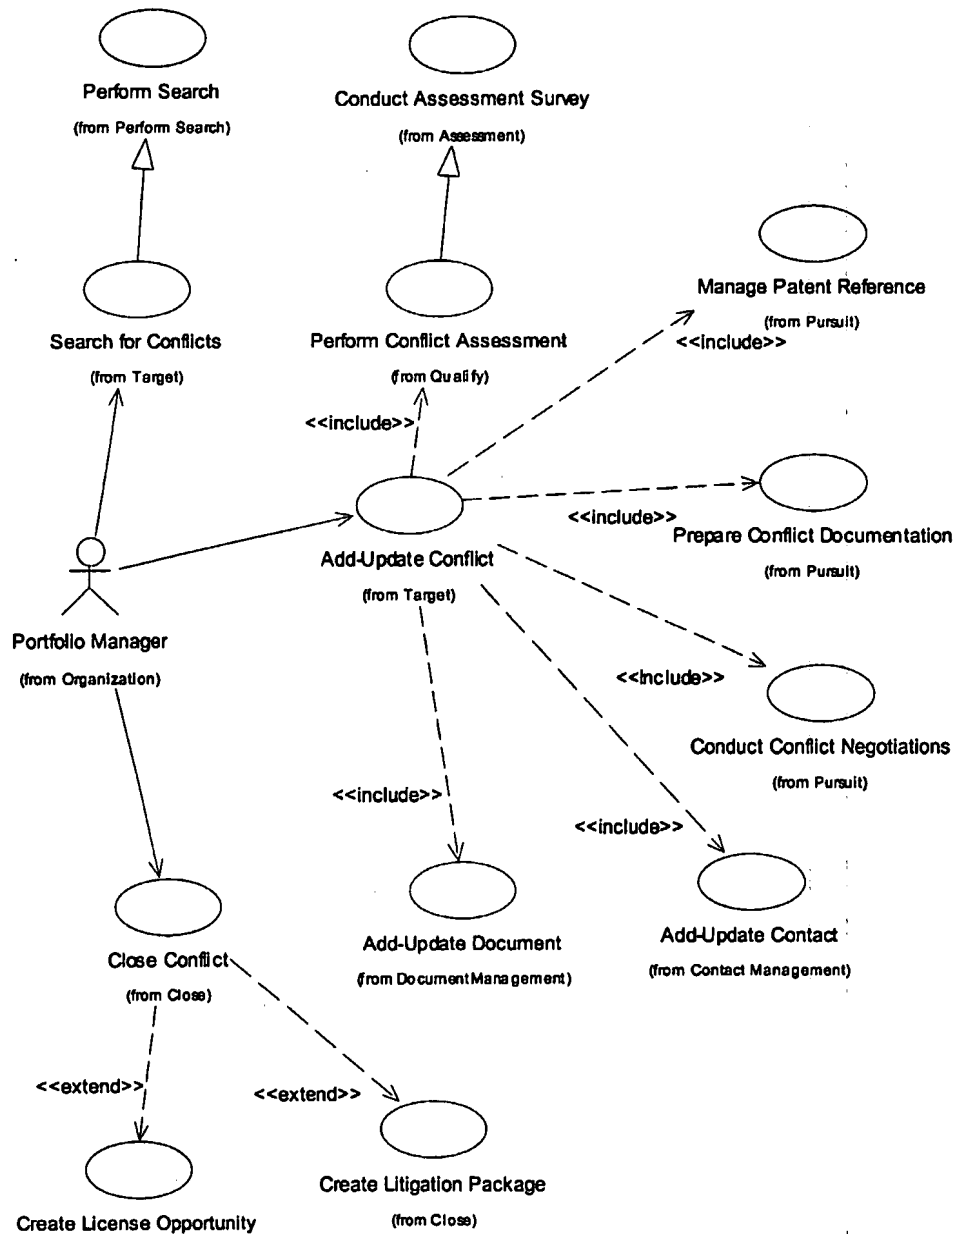 Perform Search
(from Perform Search)
Conduct Assessment Survey
(from Assessment)
Manage Patent Reference
(from Pursuit)
<<include>>
Search for Conflicts
(from Target)
Perform Conflict Assessment
(from Qualify)
<<include>>
<<include>>
Prepare Conflict Documentation
(from Pursuit)
Add-Update Conflict
(from Target)
Portfolio Manager
(from Organization)
<<include>>
Conduct Conflict Negotiations
(from Pursuit)
<<include>>
<<include>>
Add-Update Document
(from Document Management)
Add-Update Contact
(from Contact Management)
Close Conflict
(from Close)
<<extend>>
<<extend>>
Create Litigation Package
(from Close)
Create License Opportunity